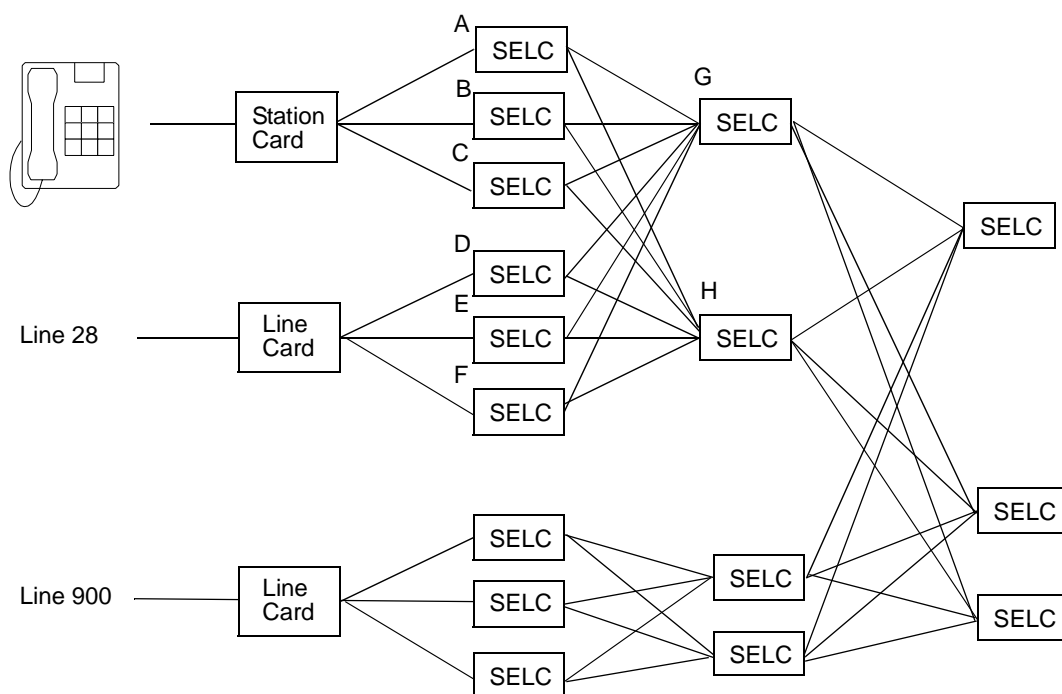 A
SELC
B
SELC
G
SELC
Station
Card
C
SELC
SELC
D
SELC
H
E
SELC
SELC
Line 28
Line
Card
F
SELC
SELC
SELC
SELC
Line 900
Line
Card
SELC
SELC
SELC
SELC